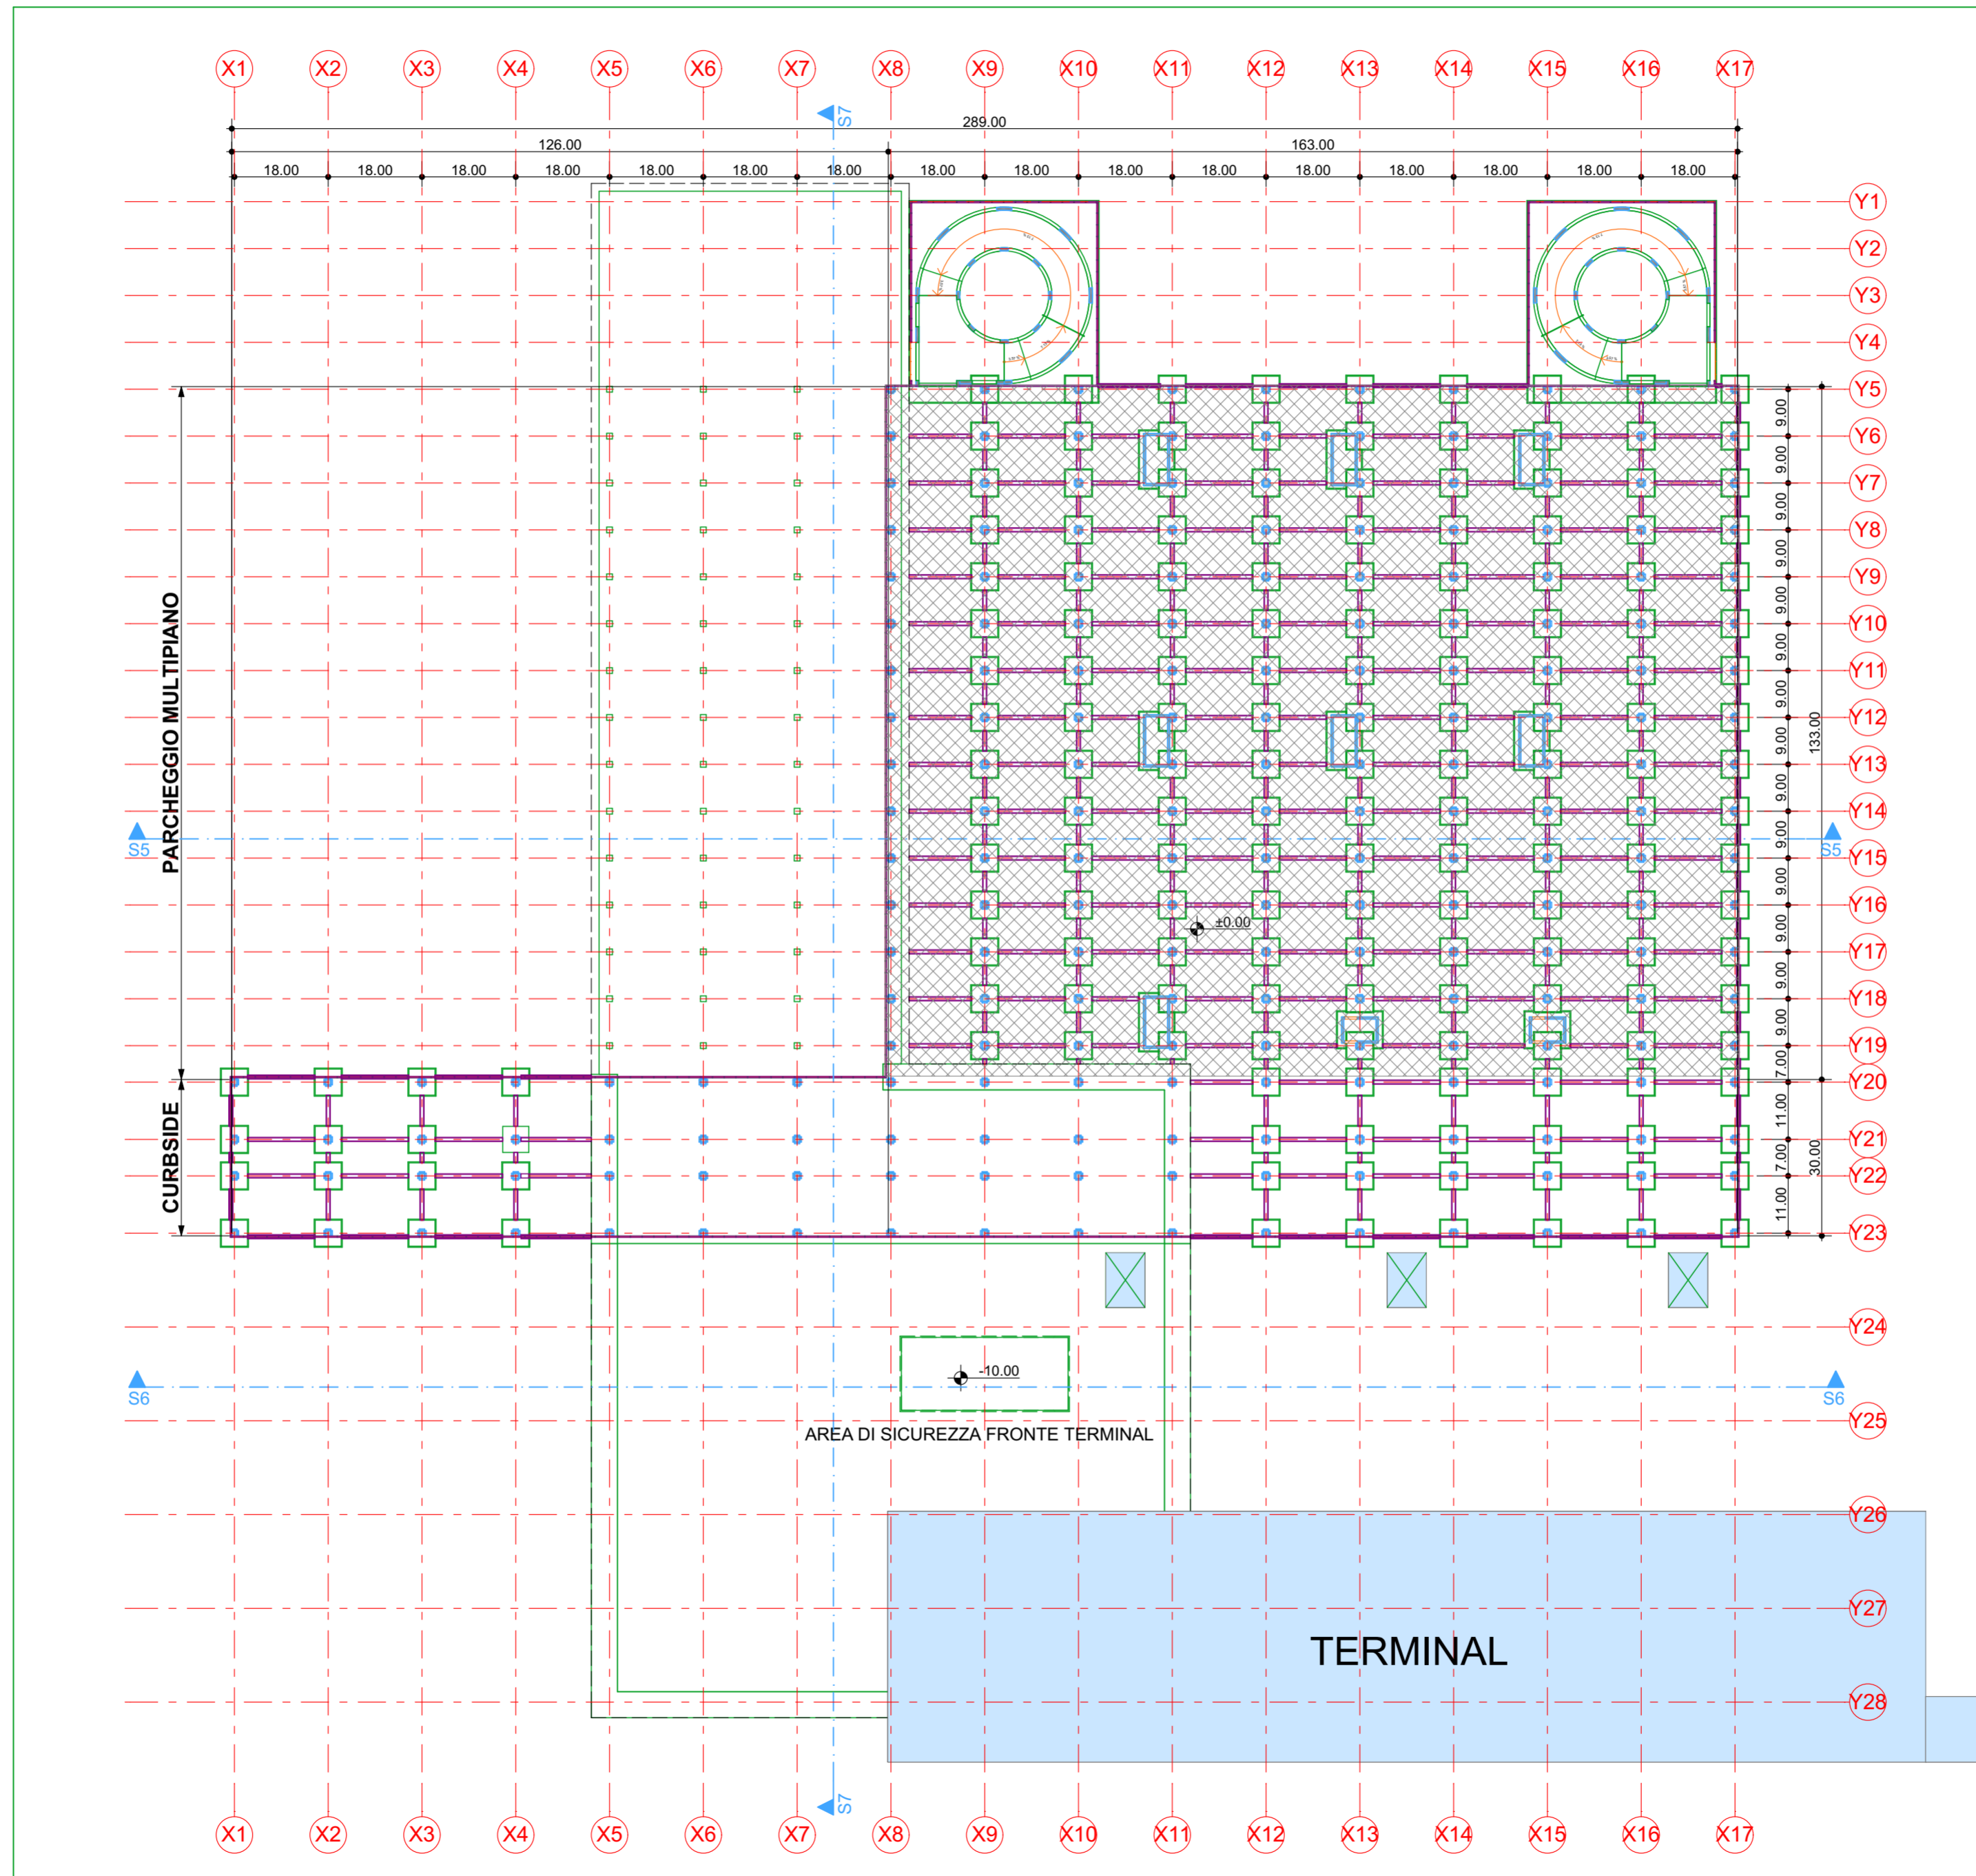 X1 X2 X3 X4 X5 X6 X7 X8 X9 X10 X11 X12 X13 X14 X15 X16 X17
S7
289.00
126.00 163.00
18.00 18.00 18.00 18.00 18.00 18.00 18.00 18.00 18.00 18.00 18.00 18.00 18.00 18.00 18.00 18.00
Y1
Y2
Y3
Y4
Y5
9.00
Y6
9.00
Y7
9.00
Y8
9.00
Y9
9.00
Y10
9.00
Y11
9.00
Y12
PARCHEGGIO MULTIPIANO
9.00 133.00
Y13
9.00
Y14
S5 S5
9.00
Y15
9.00
Y16
±0.00
9.00
Y17
9.00
Y18
9.00
Y19
7.00
Y20
CURBSIDE
11.00
Y21
7.00 30.00
Y22
11.00
Y23
Y24
-10.00
S6 S6
Y25
AREA DI SICUREZZA FRONTE TERMINAL
Y26
Y27
TERMINAL
Y28
S7
X1 X2 X3 X4 X5 X6 X7 X8 X9 X10 X11 X12 X13 X14 X15 X16 X17